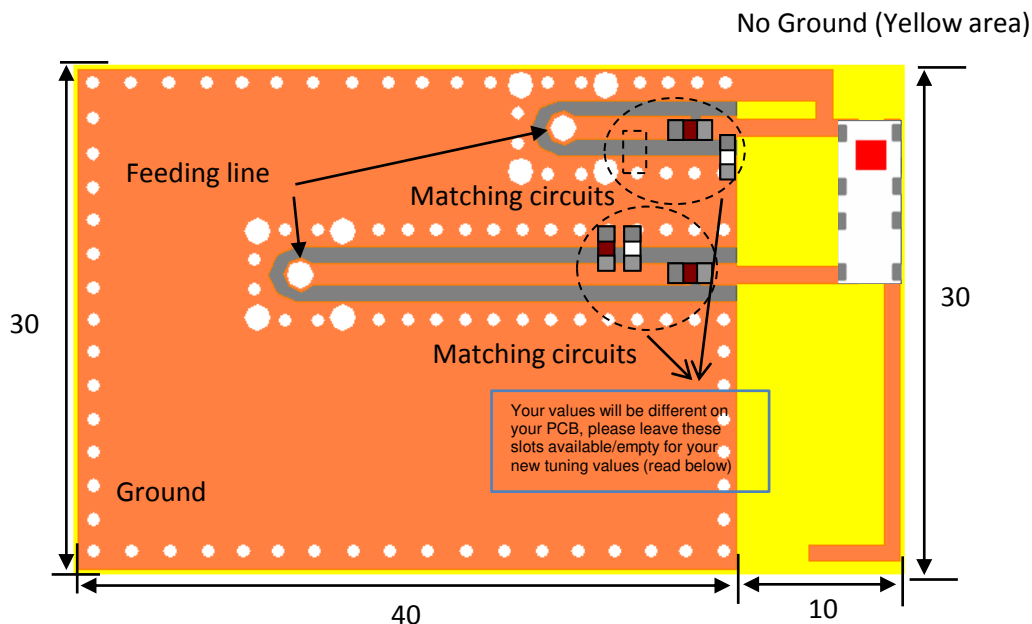 No Ground (Yellow area)
Feeding line
Matching circuits
30
30
Matching circuits
Your values will be different on
your PCB, please leave these
slots available/empty for your
new tuning values (read below)
Ground
40
10